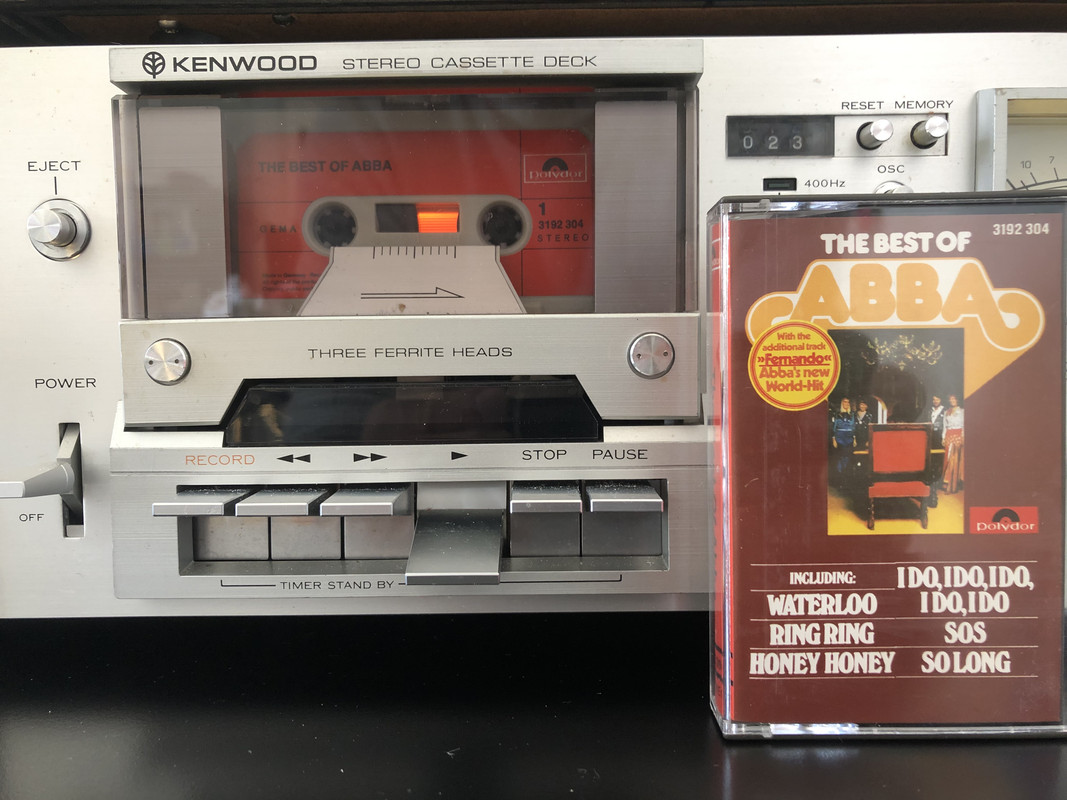 KENWOOD STEREO CASSETTE DECK
EJECT
POWER
OFF
THE BEST OF ABBA
Polydor
GEMA
1
3192 304
STEREO
THREE FERRITE HEADS
RECORD STOP PAUSE
TIMER STAND BY
RESET MEMORY
0 2 3
OSC
400Hz
10 7
THE BEST OF
3192 304
ABBA
With the
additional track
»Fernando«
Abba's new
World-Hit
polydor
INCLUDING:
WATERLOO
RING RING
HONEY HONEY
I DO, I DO, I DO,
I DO, I DO
SOS
SO LONG